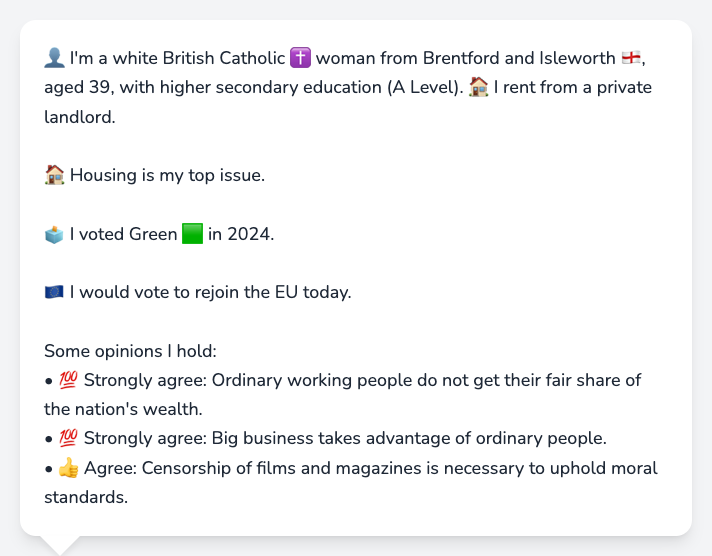 👤 I'm a white British Catholic ✝️ woman from Brentford and Isleworth 🏴󠁧󠁢󠁥󠁮󠁧󠁿,
aged 39, with higher secondary education (A Level). 🏠 I rent from a private
landlord.
🏠 Housing is my top issue.
🗳️ I voted Green 🟩 in 2024.
🇪🇺 I would vote to rejoin the EU today.
Some opinions I hold:
• 💯 Strongly agree: Ordinary working people do not get their fair share of
the nation's wealth.
• 💯 Strongly agree: Big business takes advantage of ordinary people.
• 👍 Agree: Censorship of films and magazines is necessary to uphold moral
standards.